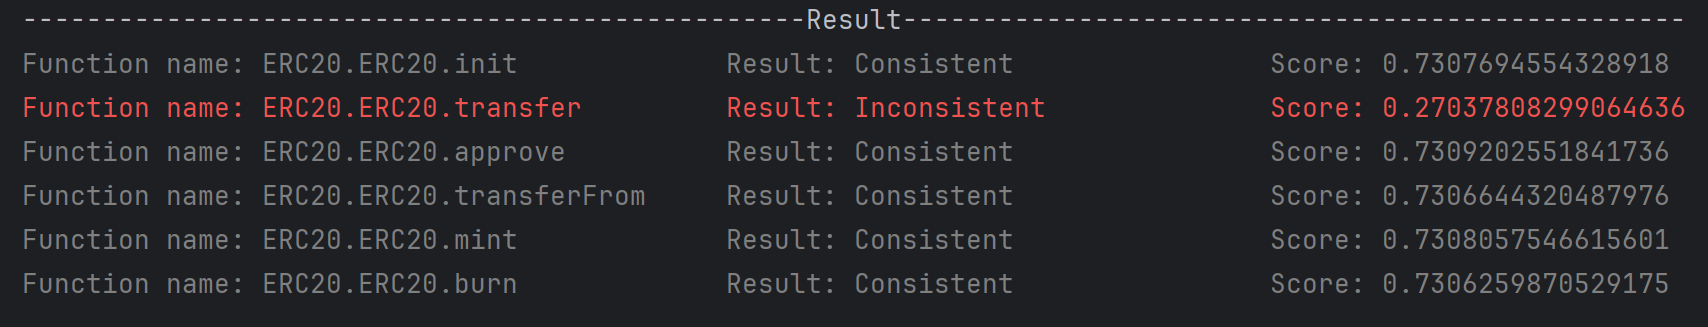 -------------------------------------------------Result-------------------------------------------------
Function name: ERC20.ERC20.init Result: Consistent Score: 0.7307694554328918
Function name: ERC20.ERC20.transfer Result: Inconsistent Score: 0.27037808299064636
Function name: ERC20.ERC20.approve Result: Consistent Score: 0.7309202551841736
Function name: ERC20.ERC20.transferFrom Result: Consistent Score: 0.7306644320487976
Function name: ERC20.ERC20.mint Result: Consistent Score: 0.7308057546615601
Function name: ERC20.ERC20.burn Result: Consistent Score: 0.7306259870529175